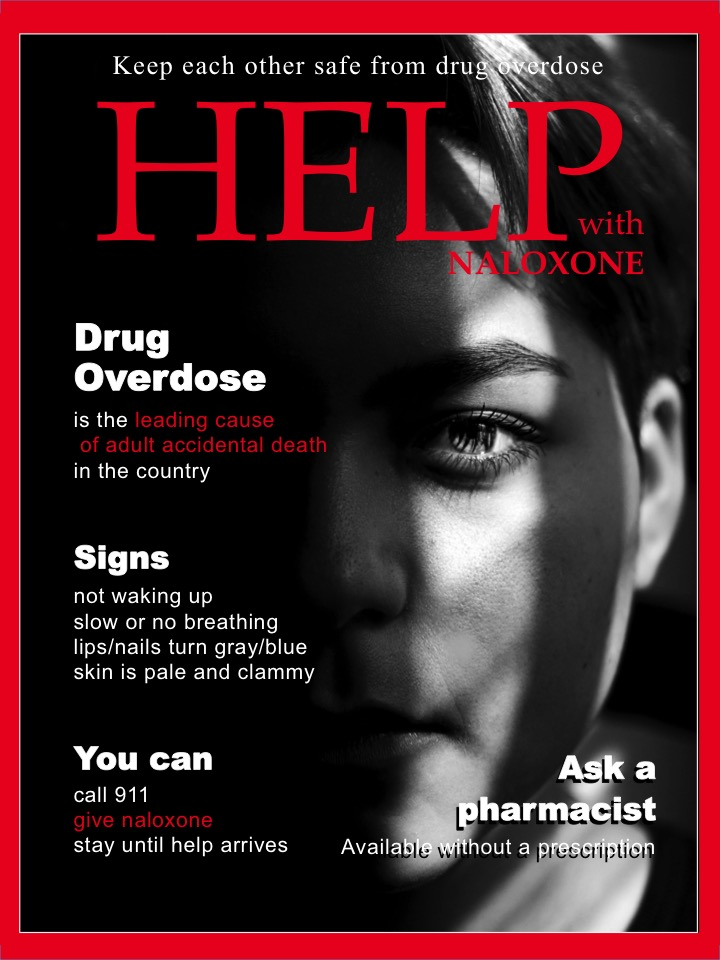 Keep each other safe from drug overdose
HELP
with
NALOXONE
Drug
Overdose
is the leading cause
of adult accidental death
in the country
Signs
not waking up
slow or no breathing
lips/nails turn gray/blue
skin is pale and clammy
You can
call 911
give naloxone
stay until help arrives
Ask a
pharmacist
Available without a prescription